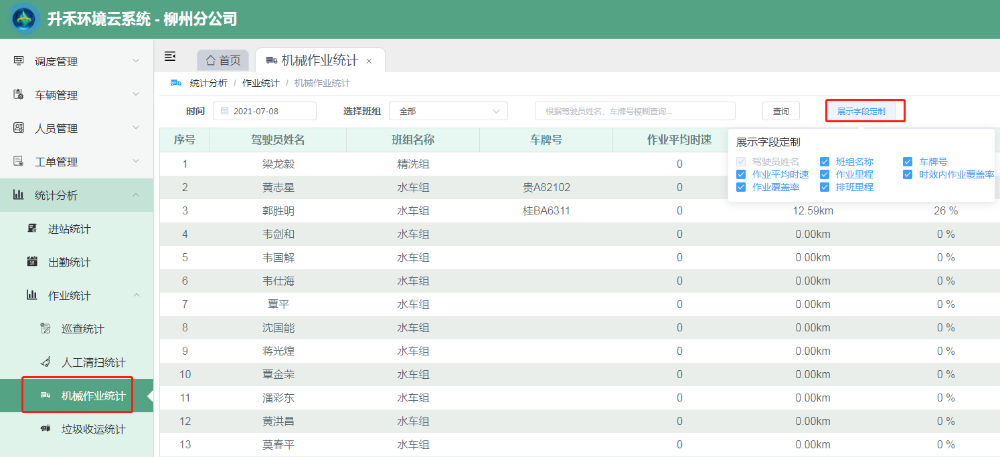 升禾环境云系统 - 柳州分公司
调度管理
车辆管理
人员管理
工单管理
统计分析
进站统计
出勤统计
作业统计
巡查统计
人工清扫统计
机械作业统计
垃圾收运统计
首页 机械作业统计 ×
统计分析 / 作业统计 / 机械作业统计
时间 2021-07-08 选择班组 全部 根据驾驶员姓名、车牌号模糊查询... 查询 展示字段定制
展示字段定制
驾驶员姓名 班组名称 车牌号
作业平均时速 作业里程 时效内作业覆盖率
作业覆盖率 排班里程
序号 驾驶员姓名 班组名称 车牌号 作业平均时速
1 梁龙毅 精洗组 0
2 黄志星 水车组 贵A82102 0
3 郭胜明 水车组 桂BA6311 0 12.59km 26 %
4 韦剑和 水车组 0 0.00km 0 %
5 韦国解 水车组 0 0.00km 0 %
6 韦仕海 水车组 0 0.00km 0 %
7 覃平 水车组 0 0.00km 0 %
8 沈国能 水车组 0 0.00km 0 %
9 蒋光煌 水车组 0 0.00km 0 %
10 覃金荣 水车组 0 0.00km 0 %
11 潘彩东 水车组 0 0.00km 0 %
12 黄洪昌 水车组 0 0.00km 0 %
13 莫春平 水车组 0 0.00km 0 %